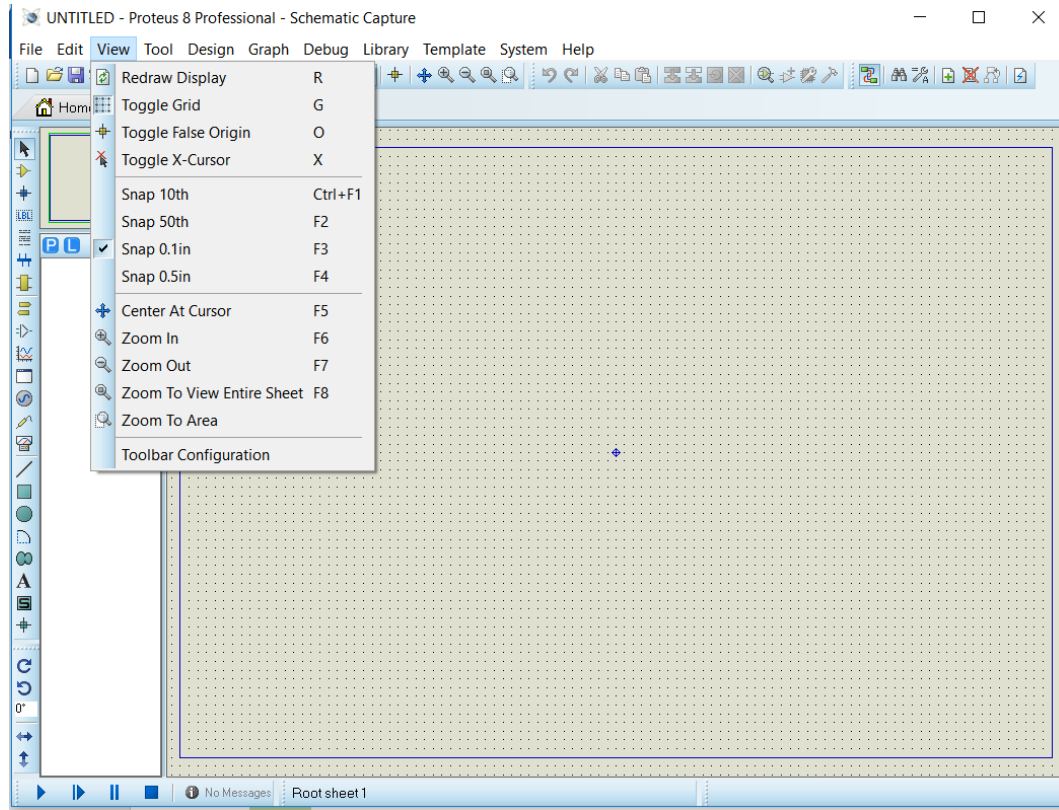 UNTITLED - Proteus 8 Professional - Schematic Capture
File Edit View Tool Design Graph Debug Library Template System Help
Redraw Display R
Hom
Toggle Grid G
Toggle False Origin O
Toggle X-Cursor X
LBL
Snap 10th Ctrl+F1
Snap 50th F2
P L
Snap 0.1in F3
Snap 0.5in F4
Center At Cursor F5
Zoom In F6
Zoom Out F7
Zoom To View Entire Sheet F8
Zoom To Area
Toolbar Configuration
A
S
0°
No Messages Root sheet 1